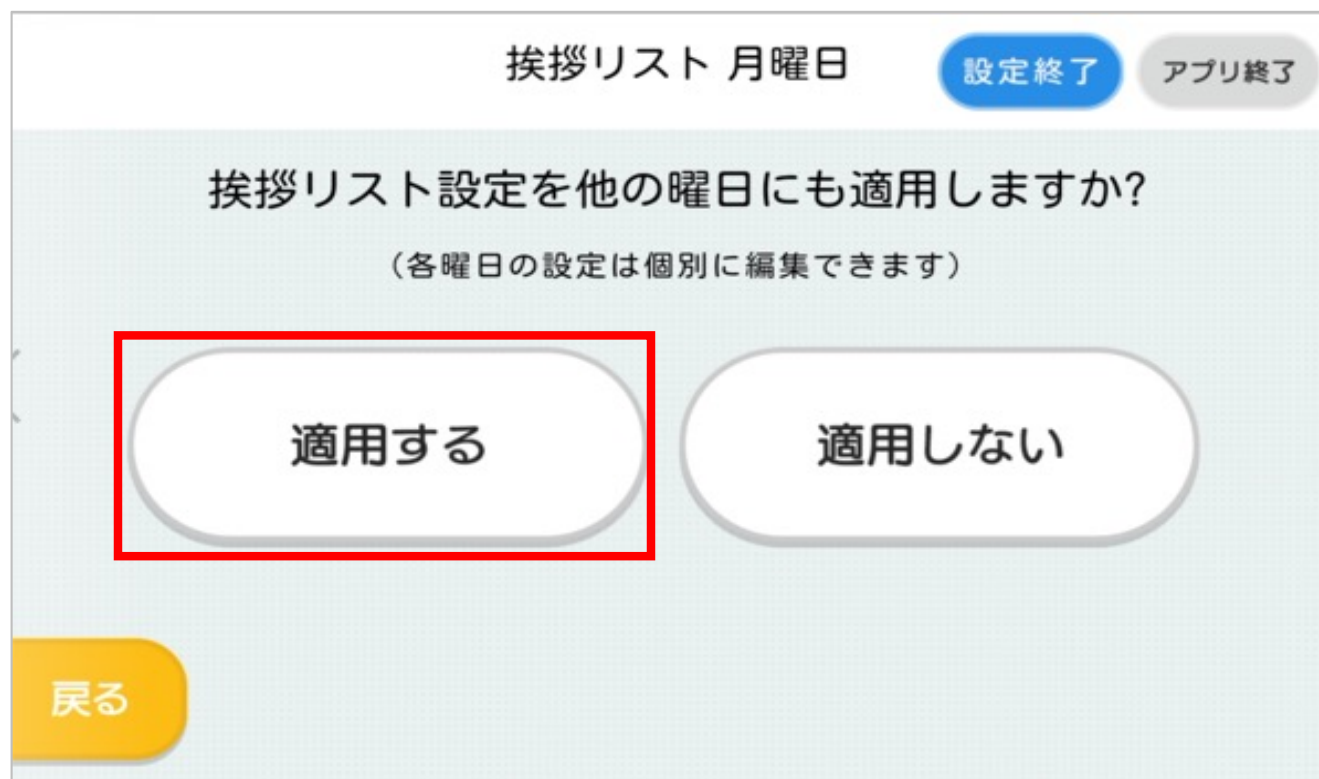 挨拶リスト 月曜日
設定終了
アプリ終了
挨拶リスト設定を他の曜日にも適用しますか?
（各曜日の設定は個別に編集できます）
適用する
適用しない
戻る